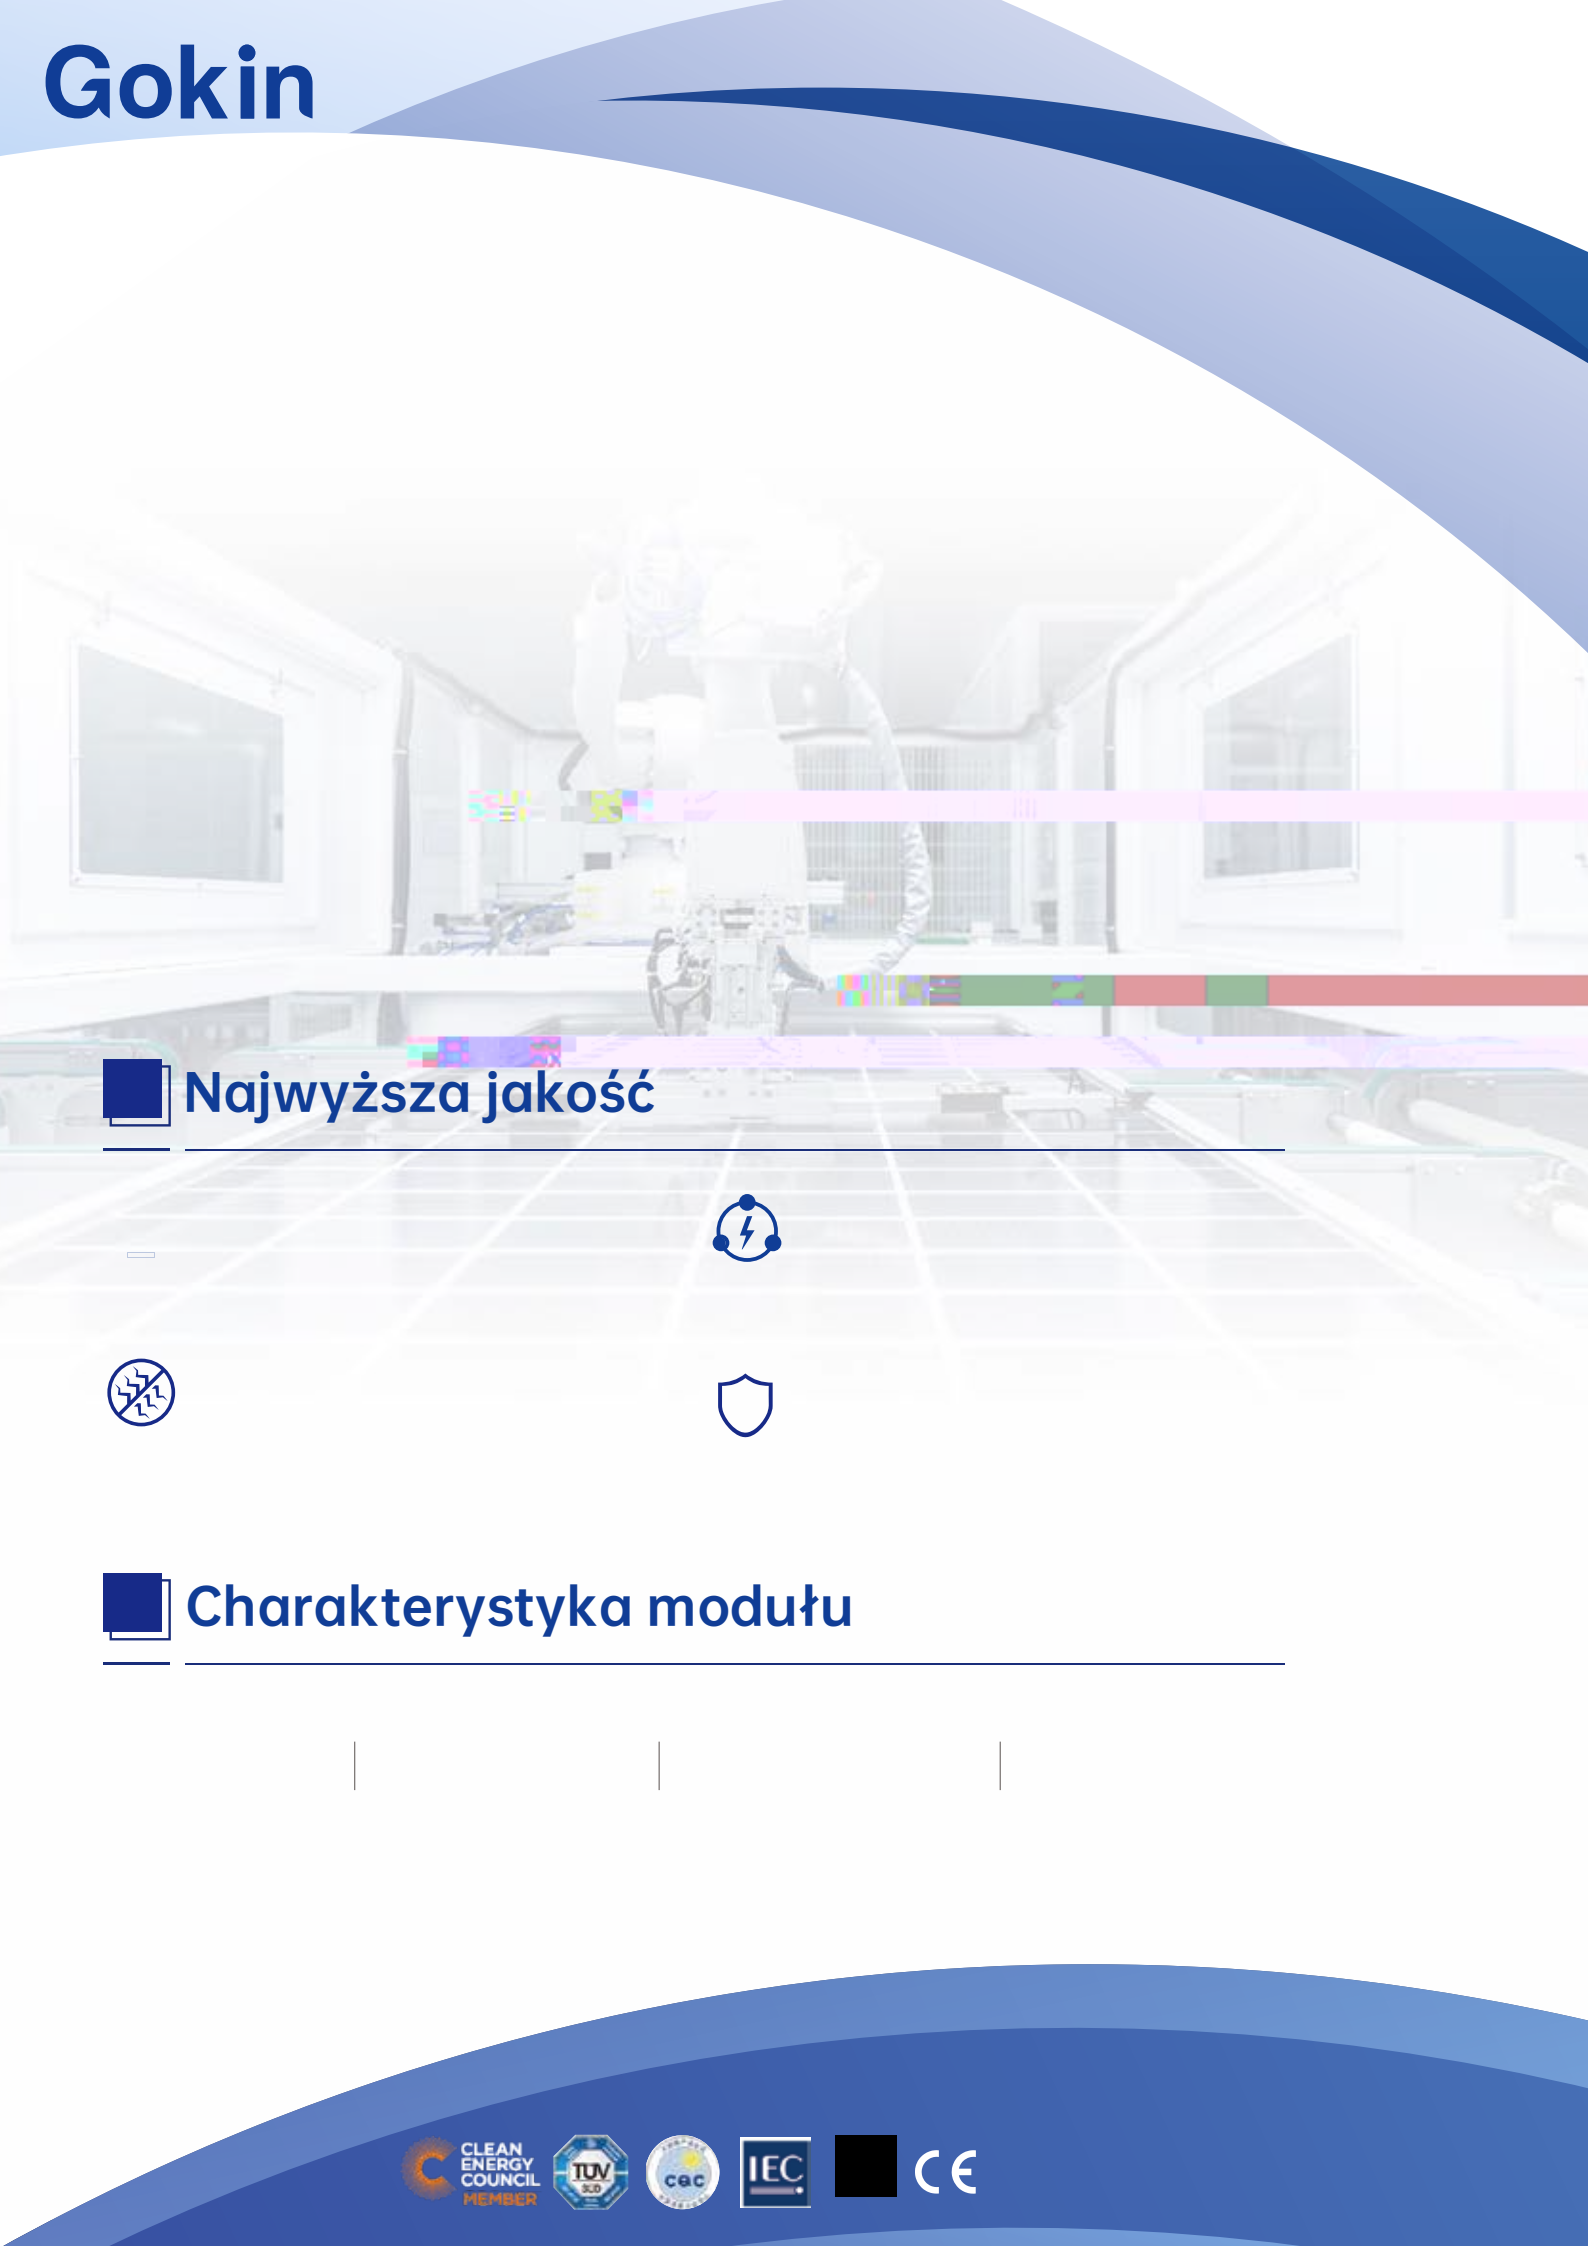 Gokin
Najwyższa jakość
Charakterystyka modułu
CLEAN
ENERGY
COUNCIL
MEMBER
TÜV
SÜD
cqc
IEC
CE